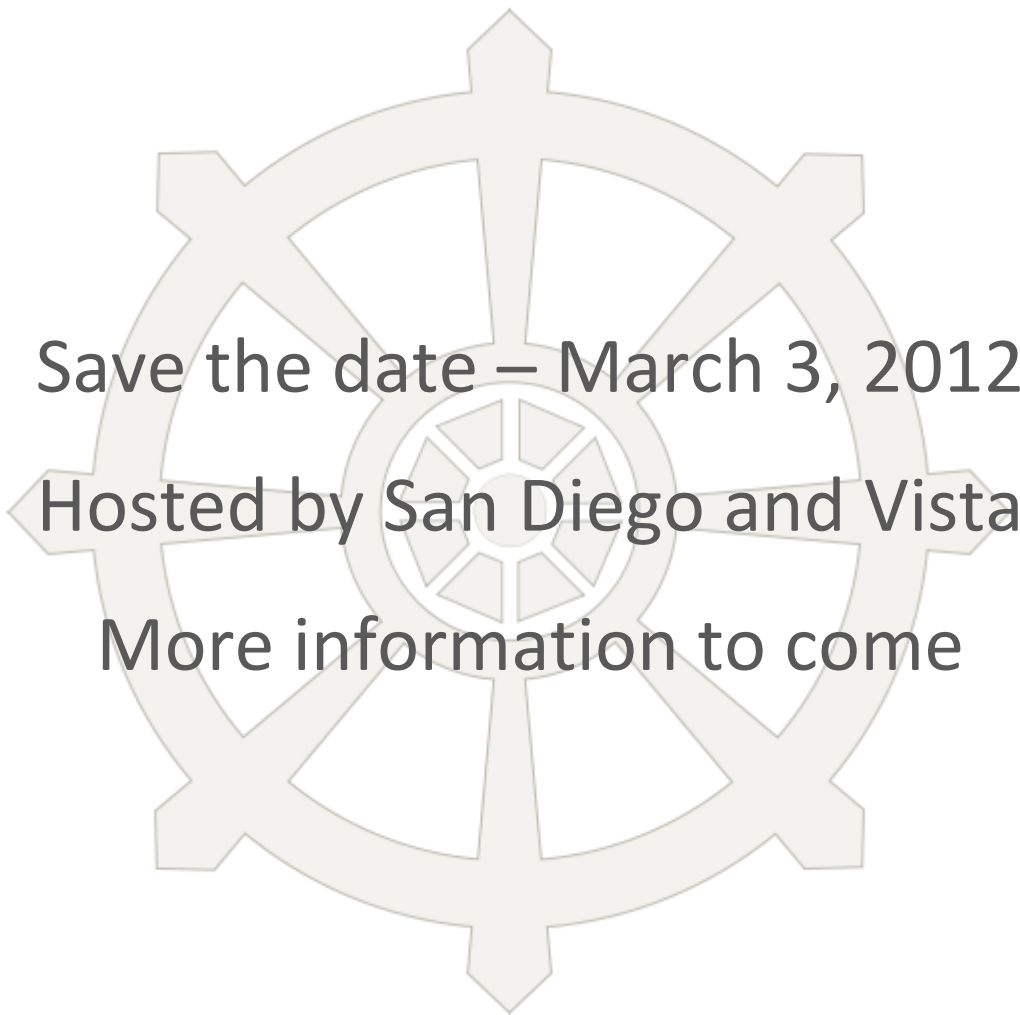 Save the date – March 3, 2012
Hosted by San Diego and Vista
More information to come